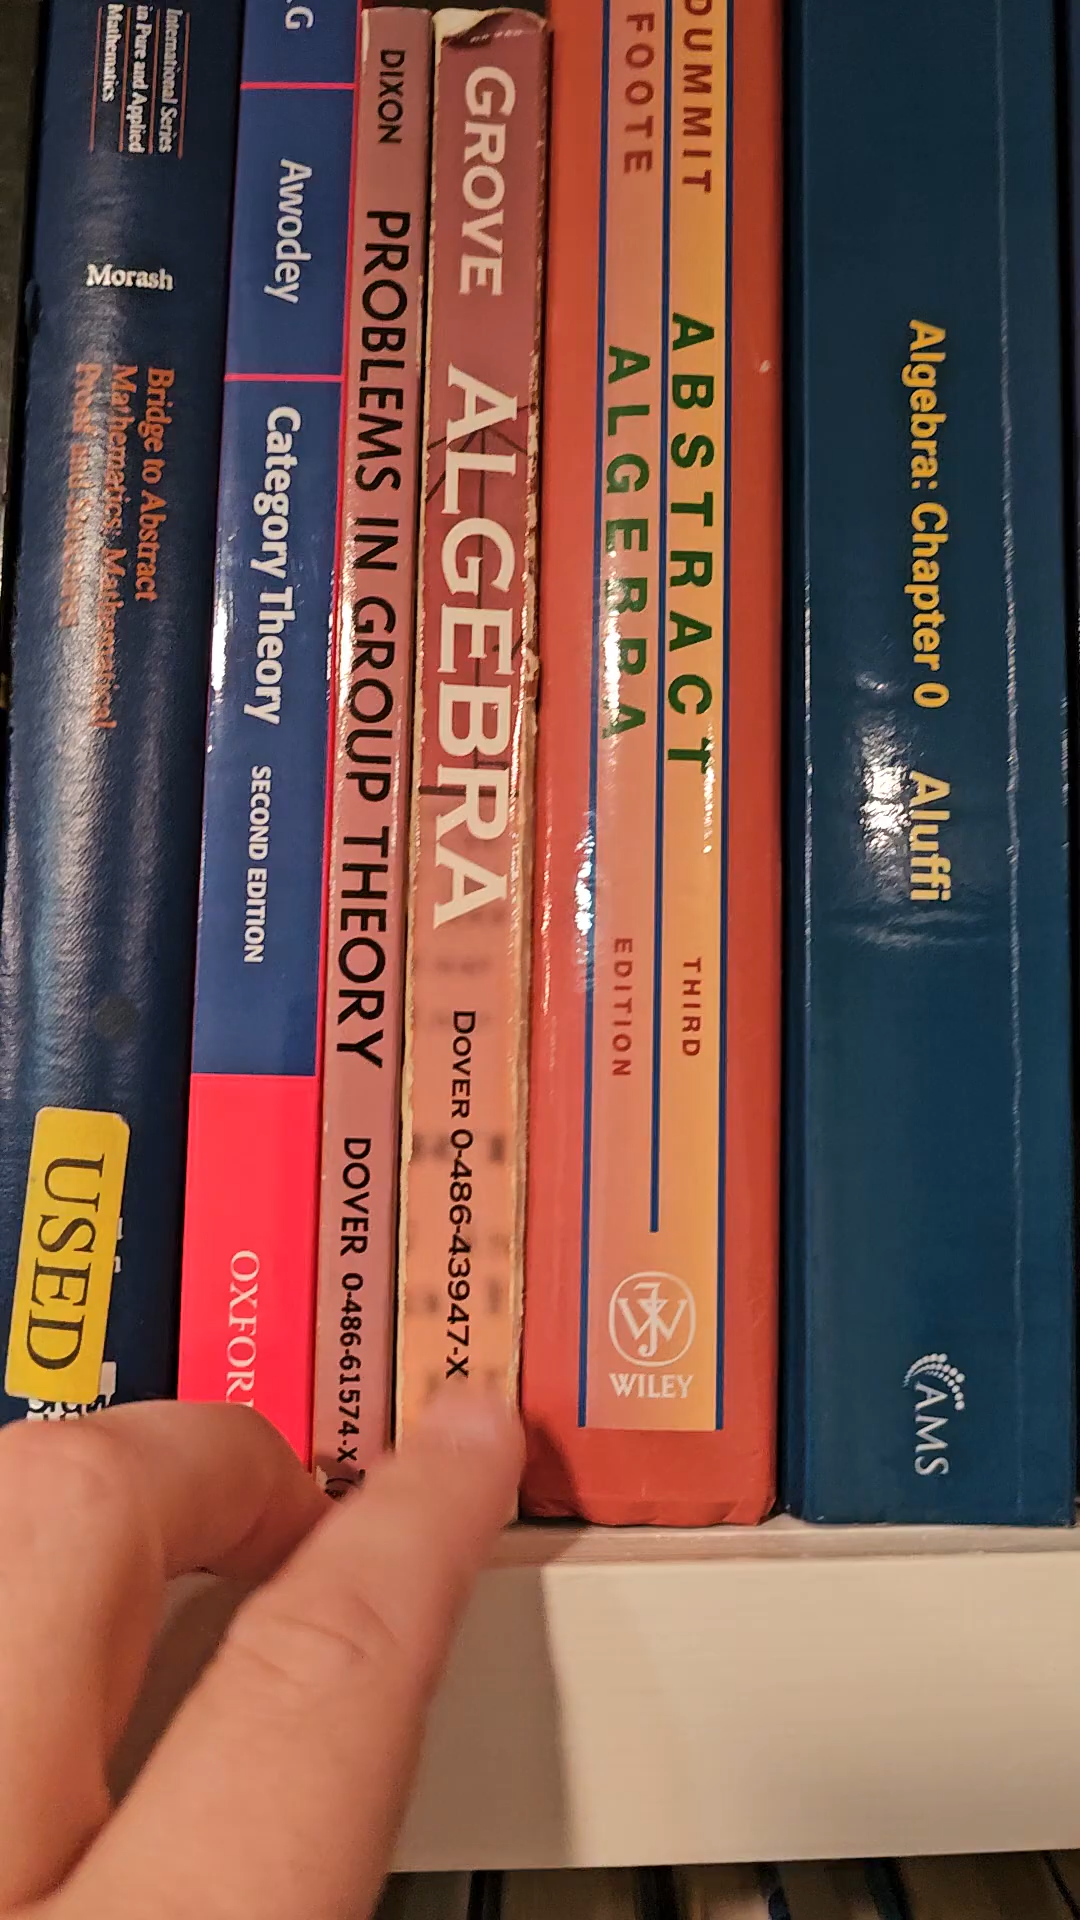 International Series
in Pure and Applied
Mathematics
Morash
Bridge to Abstract
Mathematics: Mathematical
Proof and Structures
USED
G
Awodey
Category Theory
SECOND EDITION
OXFOR
DIXON
PROBLEMS IN GROUP THEORY
DOVER 0-486-61574-X
GROVE
ALGEBRA
DOVER 0-486-43947-X
DUMMIT
FOOTE
ABSTRACT
ALGEBRA
THIRD
EDITION
WILEY
Algebra: Chapter 0
Aluffi
AMS